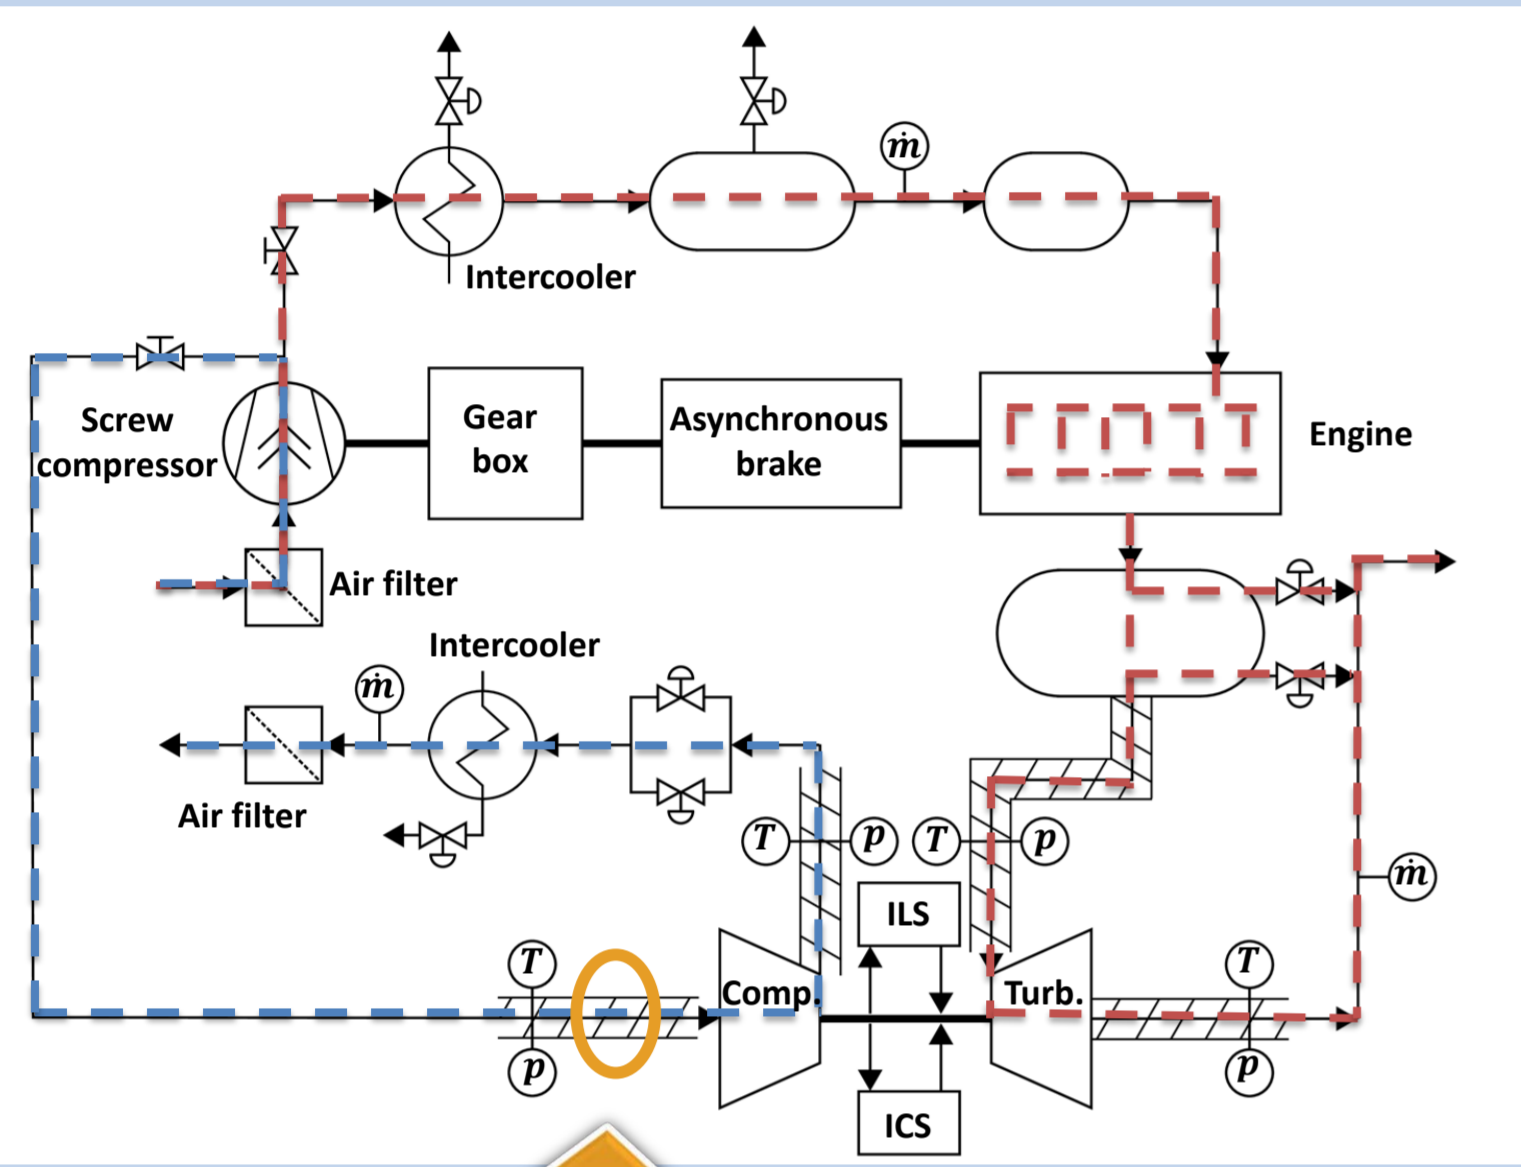 ṁ
Intercooler
Screw
compressor
Gear
box
Asynchronous
brake
Engine
Air filter
Intercooler
ṁ
Air filter
T
p
T
p
ṁ
ILS
T
Comp.
Turb.
T
p
p
ICS